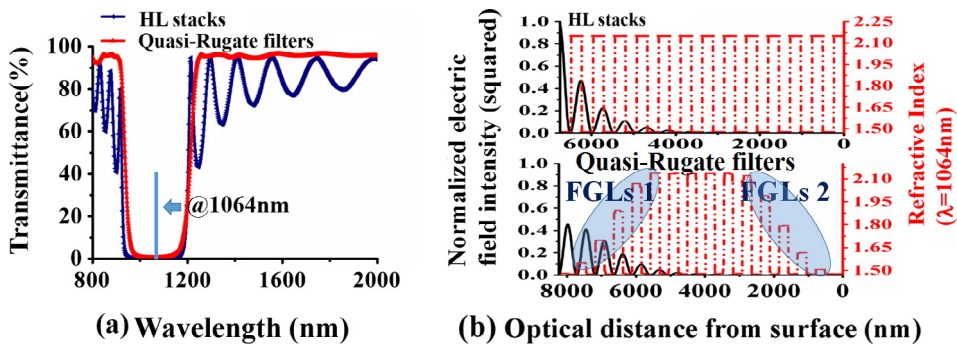 (a)
HL stacks
Quasi-Rugate filters
Transmittance(%)
100
80
60
40
20
0
@1064nm
800
1200
1600
2000
(a) Wavelength (nm)
(b)
HL stacks
Normalized electric
field intensity (squared)
1.0
0.8
0.6
0.4
0.2
0.0
6000
4000
2000
0
2.25
2.10
1.95
1.80
1.65
1.50
Quasi-Rugate filters
FGLs 1
FGLs 2
1.0
0.8
0.6
0.4
0.2
0.0
8000
6000
4000
2000
0
2.10
1.95
1.80
1.65
1.50
Refractive Index
(λ=1064nm)
(b) Optical distance from surface (nm)